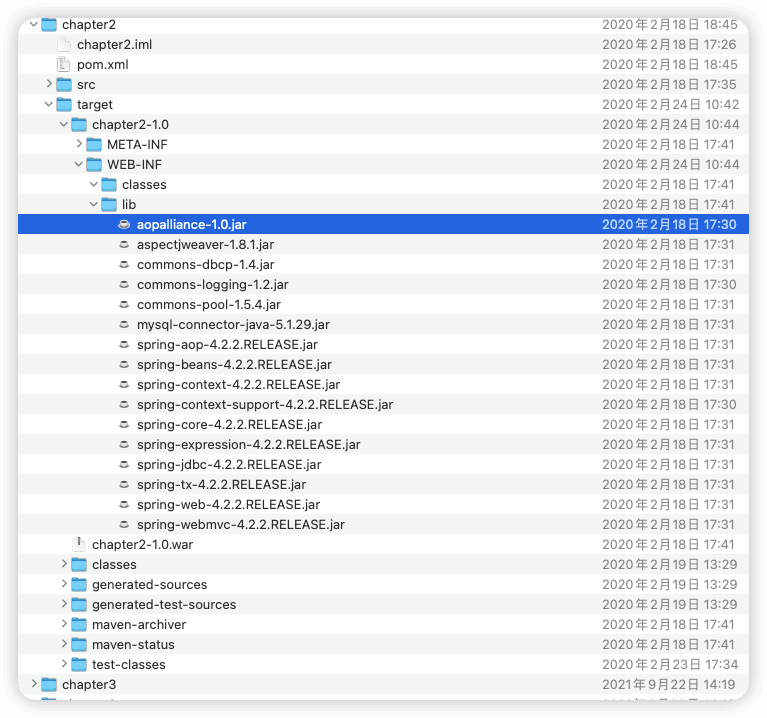 chapter2 2020年2月18日 18:45
chapter2.iml 2020年2月18日 17:26
pom.xml 2020年2月18日 18:45
src 2020年2月18日 17:35
target 2020年2月24日 10:42
chapter2-1.0 2020年2月24日 10:44
META-INF 2020年2月18日 17:41
WEB-INF 2020年2月24日 10:44
classes 2020年2月18日 17:41
lib 2020年2月18日 17:41
aopalliance-1.0.jar 2020年2月18日 17:30
aspectjweaver-1.8.1.jar 2020年2月18日 17:31
commons-dbcp-1.4.jar 2020年2月18日 17:31
commons-logging-1.2.jar 2020年2月18日 17:30
commons-pool-1.5.4.jar 2020年2月18日 17:31
mysql-connector-java-5.1.29.jar 2020年2月18日 17:31
spring-aop-4.2.2.RELEASE.jar 2020年2月18日 17:31
spring-beans-4.2.2.RELEASE.jar 2020年2月18日 17:31
spring-context-4.2.2.RELEASE.jar 2020年2月18日 17:31
spring-context-support-4.2.2.RELEASE.jar 2020年2月18日 17:30
spring-core-4.2.2.RELEASE.jar 2020年2月18日 17:31
spring-expression-4.2.2.RELEASE.jar 2020年2月18日 17:31
spring-jdbc-4.2.2.RELEASE.jar 2020年2月18日 17:31
spring-tx-4.2.2.RELEASE.jar 2020年2月18日 17:31
spring-web-4.2.2.RELEASE.jar 2020年2月18日 17:31
spring-webmvc-4.2.2.RELEASE.jar 2020年2月18日 17:31
chapter2-1.0.war 2020年2月18日 17:41
classes 2020年2月19日 13:29
generated-sources 2020年2月19日 13:29
generated-test-sources 2020年2月19日 13:29
maven-archiver 2020年2月18日 17:41
maven-status 2020年2月18日 17:41
test-classes 2020年2月23日 17:34
chapter3 2021年9月22日 14:19